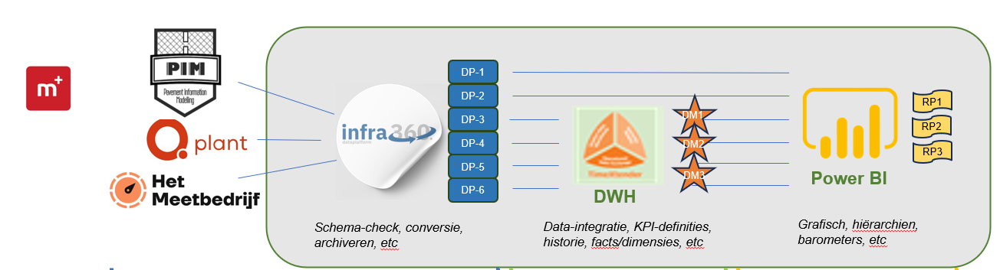 m+
PIM
Pavement Information
Modelling
plant
Het
Meetbedrijf
infra360
dataplatform
DP-1
DP-2
DP-3
DP-4
DP-5
DP-6
Schema-check, conversie,
archiveren, etc
TimeXtender
DWH
DM1
DM2
DM3
Data-integratie, KPI-definities,
historie, facts/dimensies, etc
Power BI
RP1
RP2
RP3
Grafisch, hiërarchien,
barometers, etc